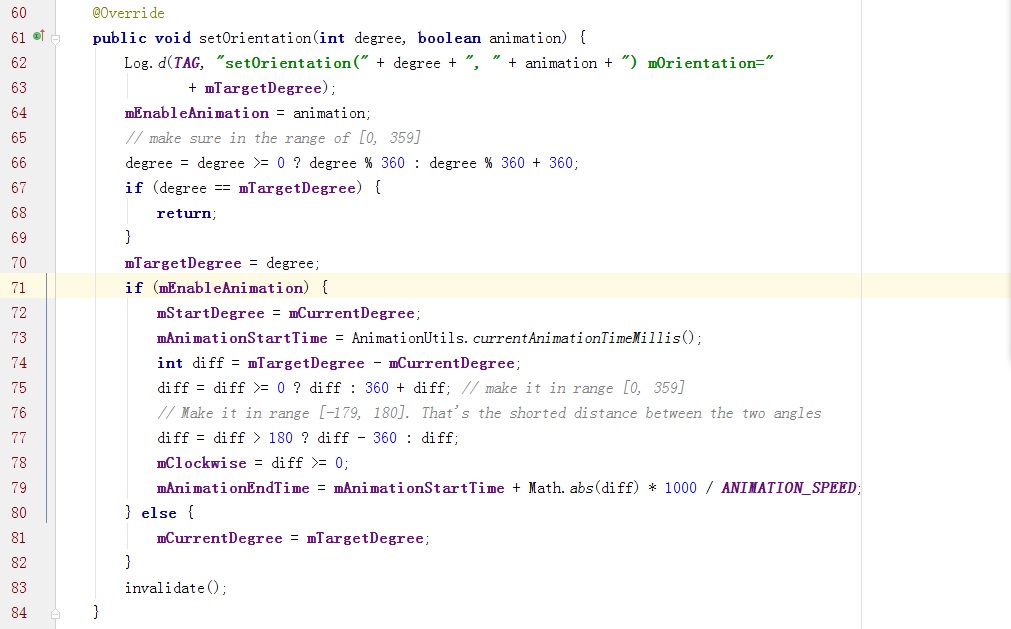 60 @Override
61 public void setOrientation(int degree, boolean animation) {
62 Log.d(TAG, "setOrientation(" + degree + ", " + animation + ") mOrientation="
63 + mTargetDegree);
64 mEnableAnimation = animation;
65 // make sure in the range of [0, 359]
66 degree = degree >= 0 ? degree % 360 : degree % 360 + 360;
67 if (degree == mTargetDegree) {
68 return;
69 }
70 mTargetDegree = degree;
71 if (mEnableAnimation) {
72 mStartDegree = mCurrentDegree;
73 mAnimationStartTime = AnimationUtils.currentAnimationTimeMillis();
74 int diff = mTargetDegree - mCurrentDegree;
75 diff = diff >= 0 ? diff : 360 + diff; // make it in range [0, 359]
76 // Make it in range [-179, 180]. That's the shorted distance between the two angles
77 diff = diff > 180 ? diff - 360 : diff;
78 mClockwise = diff >= 0;
79 mAnimationEndTime = mAnimationStartTime + Math.abs(diff) * 1000 / ANIMATION_SPEED;
80 } else {
81 mCurrentDegree = mTargetDegree;
82 }
83 invalidate();
84 }